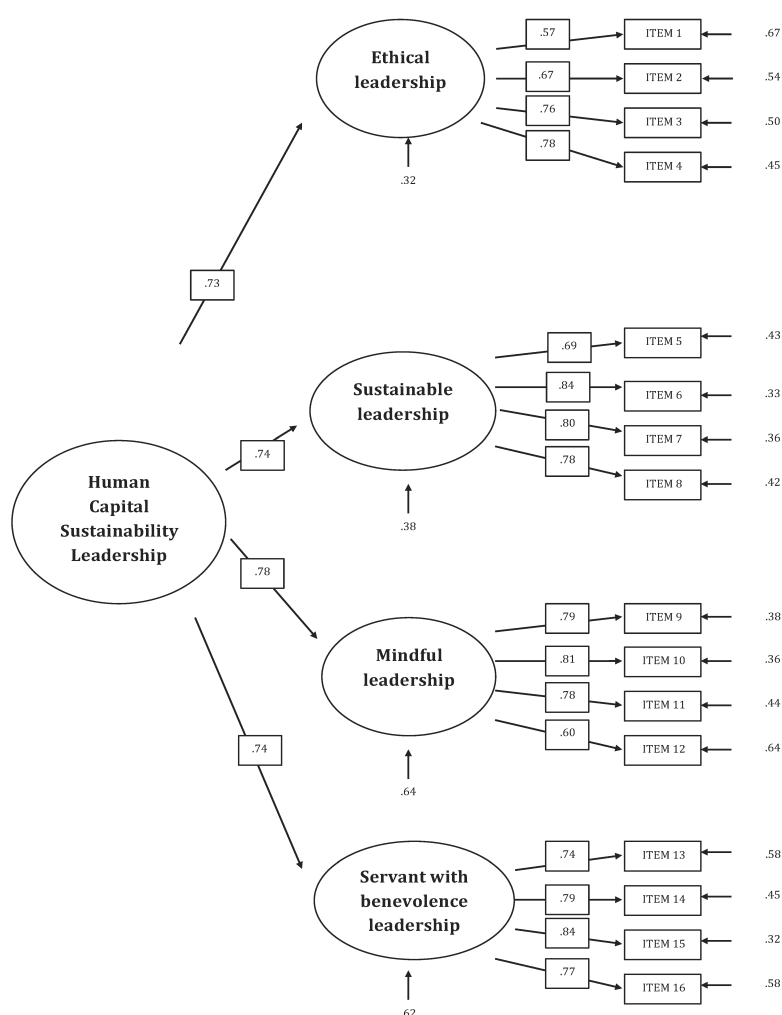 Ethical
leadership
.57
ITEM 1
.67
.67
ITEM 2
.54
.76
ITEM 3
.50
.78
ITEM 4
.45
.32
.73
Sustainable
leadership
.69
ITEM 5
.43
.84
ITEM 6
.33
.80
ITEM 7
.36
.78
ITEM 8
.42
.38
.74
Human
Capital
Sustainability
Leadership
.78
Mindful
leadership
.79
ITEM 9
.38
.81
ITEM 10
.36
.78
ITEM 11
.44
.60
ITEM 12
.64
.64
.74
Servant with
benevolence
leadership
.74
ITEM 13
.58
.79
ITEM 14
.45
.84
ITEM 15
.32
.77
ITEM 16
.58
.62